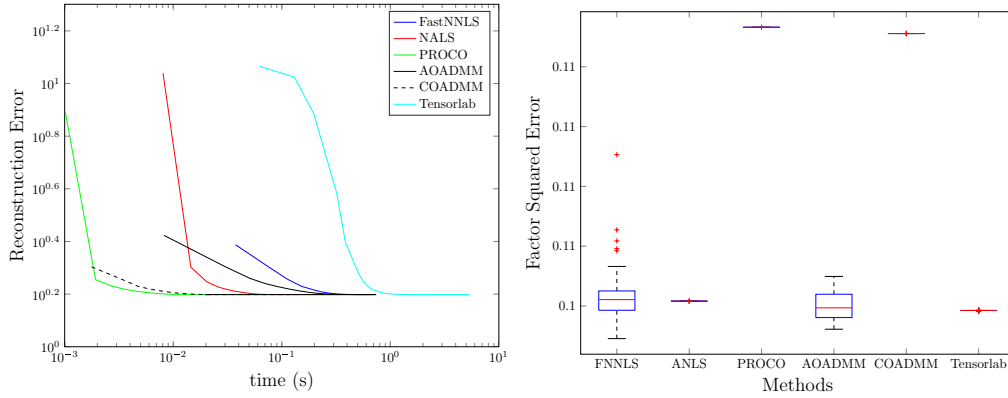 10^1.2
10^1
10^0.8
10^0.6
10^0.4
10^0.2
10^0
Reconstruction Error
10^−3
10^−2
10^−1
10^0
10^1
time (s)
FastNNLS
NALS
PROCO
AOADMM
COADMM
Tensorlab
0.11
0.11
0.11
0.11
0.1
Factor Squared Error
FNNLS
ANLS
PROCO
AOADMM
COADMM
Tensorlab
Methods